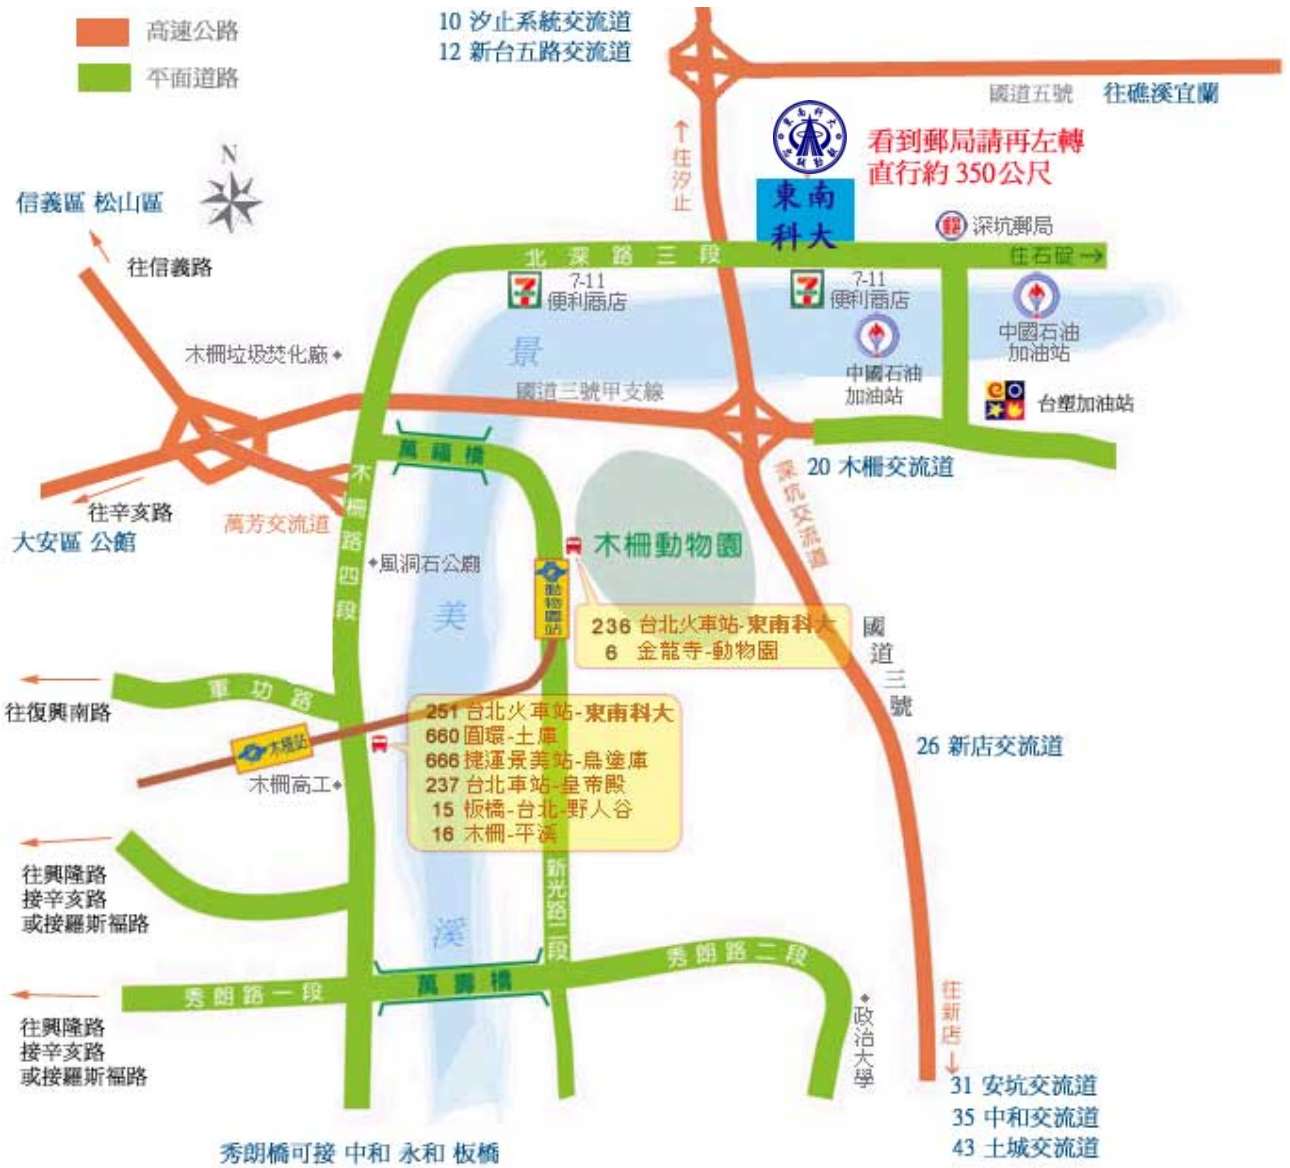 高速公路
平面道路
10 汐止系統交流道
12 新台五路交流道
國道五號
往礁溪宜蘭
往汐止
東南科大
看到郵局請再左轉
直行約 350公尺
N
信義區 松山區
往信義路
東南
科大
深坑郵局
北深路三段
往石碇
7-11
便利商店
7-11
便利商店
中國石油
加油站
中國石油
加油站
木柵垃圾焚化廠
景
國道三號甲支線
台塑加油站
萬福橋
20 木柵交流道
木柵路四段
深坑交流道
往辛亥路
萬芳交流道
大安區 公館
木柵動物園
風洞石公廟
動物園站
美
236 台北火車站-東南科大
6 金龍寺-動物園
國道三號
軍功路
往復興南路
251 台北火車站-東南科大
660 圓環-土庫
666 捷運景美站-烏塗庫
237 台北車站-皇帝殿
15 板橋-台北-野人谷
16 木柵-平溪
木柵站
26 新店交流道
木柵高工
往興隆路
接辛亥路
或接羅斯福路
新光路二段
溪
秀朗路二段
秀朗路一段
萬壽橋
往新店
政治大學
往興隆路
接辛亥路
或接羅斯福路
31 安坑交流道
35 中和交流道
43 土城交流道
秀朗橋可接 中和 永和 板橋